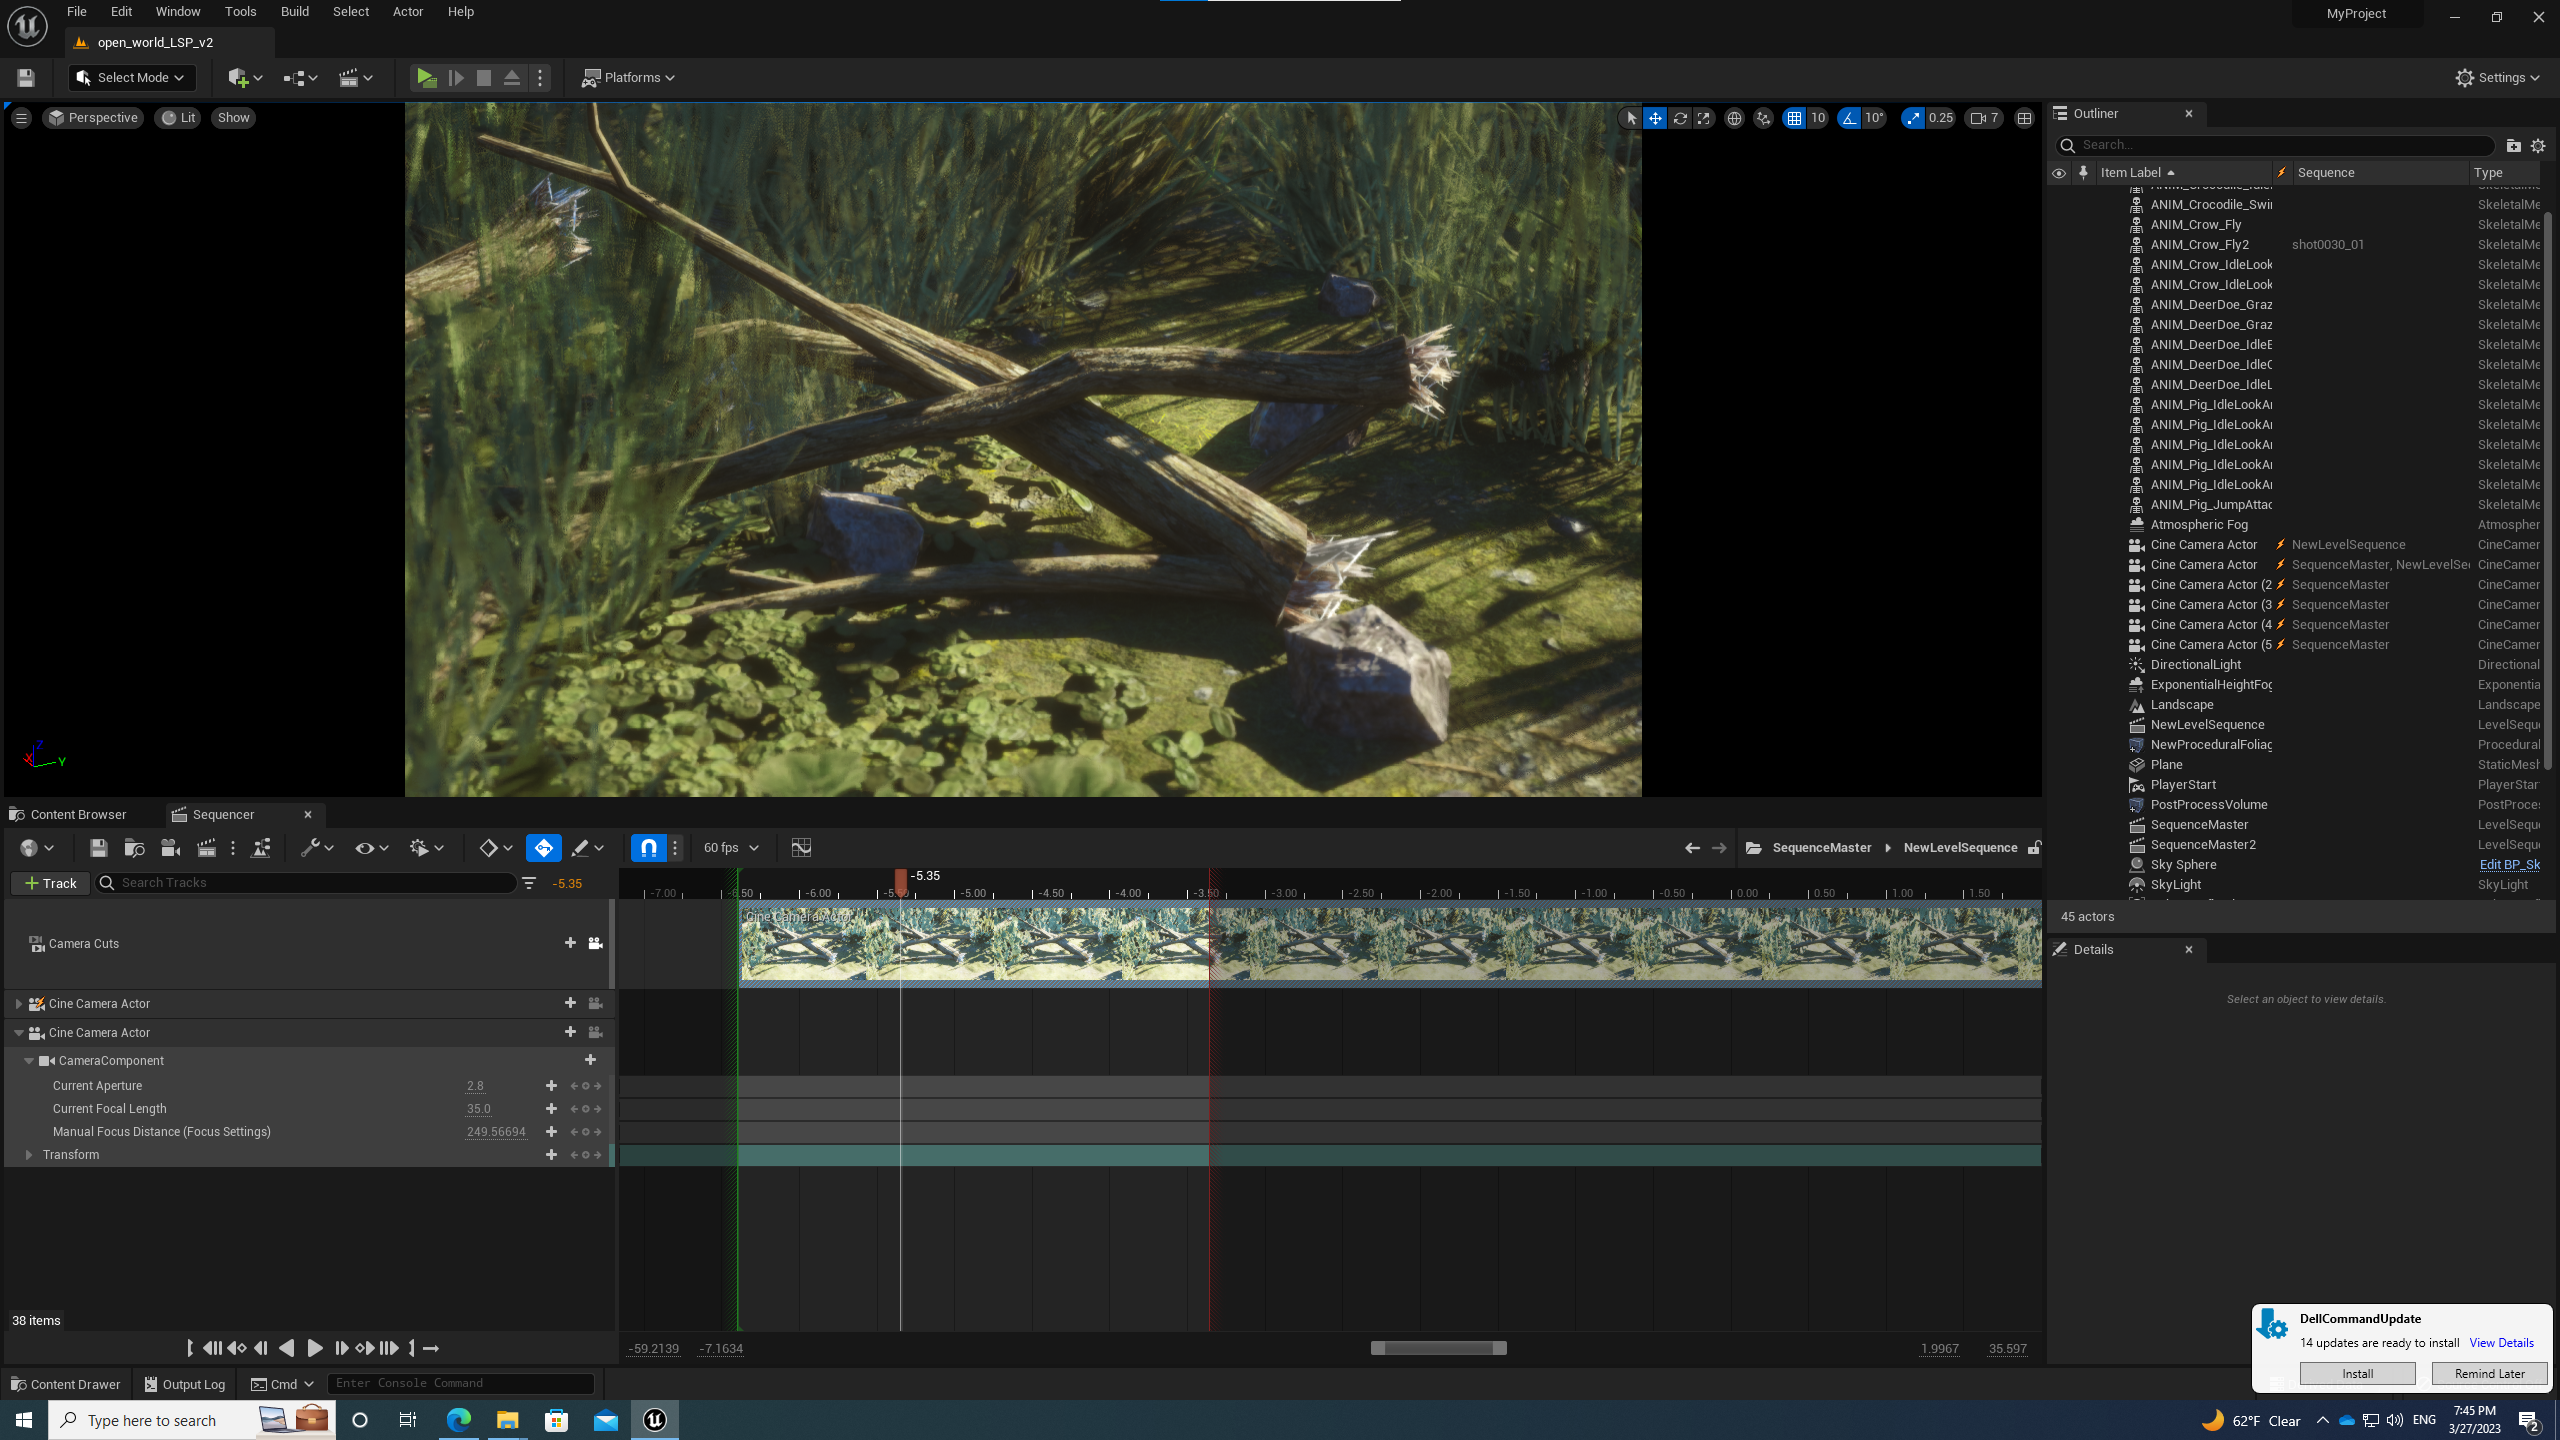 File Edit Window Tools Build Select Actor Help
MyProject
open_world_LSP_v2
Select Mode
Platforms
Settings
Perspective
Lit
Show
10
10°
0.25
7
Outliner
Search...
Item Label
Sequence
Type
ANIM_Crocodile_Swi
SkeletalMe
ANIM_Crow_Fly
SkeletalMe
ANIM_Crow_Fly2
shot0030_01
SkeletalMe
ANIM_Crow_IdleLook
SkeletalMe
ANIM_Crow_IdleLook
SkeletalMe
ANIM_DeerDoe_Graz
SkeletalMe
ANIM_DeerDoe_Graz
SkeletalMe
ANIM_DeerDoe_IdleE
SkeletalMe
ANIM_DeerDoe_IdleC
SkeletalMe
ANIM_DeerDoe_IdleL
SkeletalMe
ANIM_Pig_IdleLookAr
SkeletalMe
ANIM_Pig_IdleLookAr
SkeletalMe
ANIM_Pig_IdleLookAr
SkeletalMe
ANIM_Pig_IdleLookAr
SkeletalMe
ANIM_Pig_IdleLookAr
SkeletalMe
ANIM_Pig_JumpAttac
SkeletalMe
Atmospheric Fog
Atmospher
Cine Camera Actor
NewLevelSequence
CineCamer
Cine Camera Actor
SequenceMaster, NewLevelSe
CineCamer
Cine Camera Actor (2
SequenceMaster
CineCamer
Cine Camera Actor (3
SequenceMaster
CineCamer
Cine Camera Actor (4
SequenceMaster
CineCamer
Cine Camera Actor (5
SequenceMaster
CineCamer
DirectionalLight
Directional
ExponentialHeightFog
Exponentia
Landscape
Landscape
NewLevelSequence
LevelSequ
NewProceduralFoliag
Procedural
Plane
StaticMesh
PlayerStart
PlayerStar
PostProcessVolume
PostProces
SequenceMaster
LevelSequ
SequenceMaster2
LevelSequ
Sky Sphere
Edit BP_Sk
SkyLight
SkyLight
45 actors
Details
Select an object to view details.
Z
X
Y
Content Browser
Sequencer
60 fps
SequenceMaster
NewLevelSequence
Track
Search Tracks
-5.35
-5.35
-7.00 -6.50 -6.00 -5.50 -5.00 -4.50 -4.00 -3.50 -3.00 -2.50 -2.00 -1.50 -1.00 -0.50 0.00 0.50 1.00 1.50
Cine Camera Actor
Camera Cuts
Cine Camera Actor
Cine Camera Actor
CameraComponent
Current Aperture
2.8
Current Focal Length
35.0
Manual Focus Distance (Focus Settings)
249.56694
Transform
38 items
-59.2139
-7.1634
1.9967
35.597
DellCommandUpdate
14 updates are ready to install View Details
Install
Remind Later
Content Drawer
Output Log
Cmd
Enter Console Command
Type here to search
62°F Clear
ENG
7:45 PM
3/27/2023
2